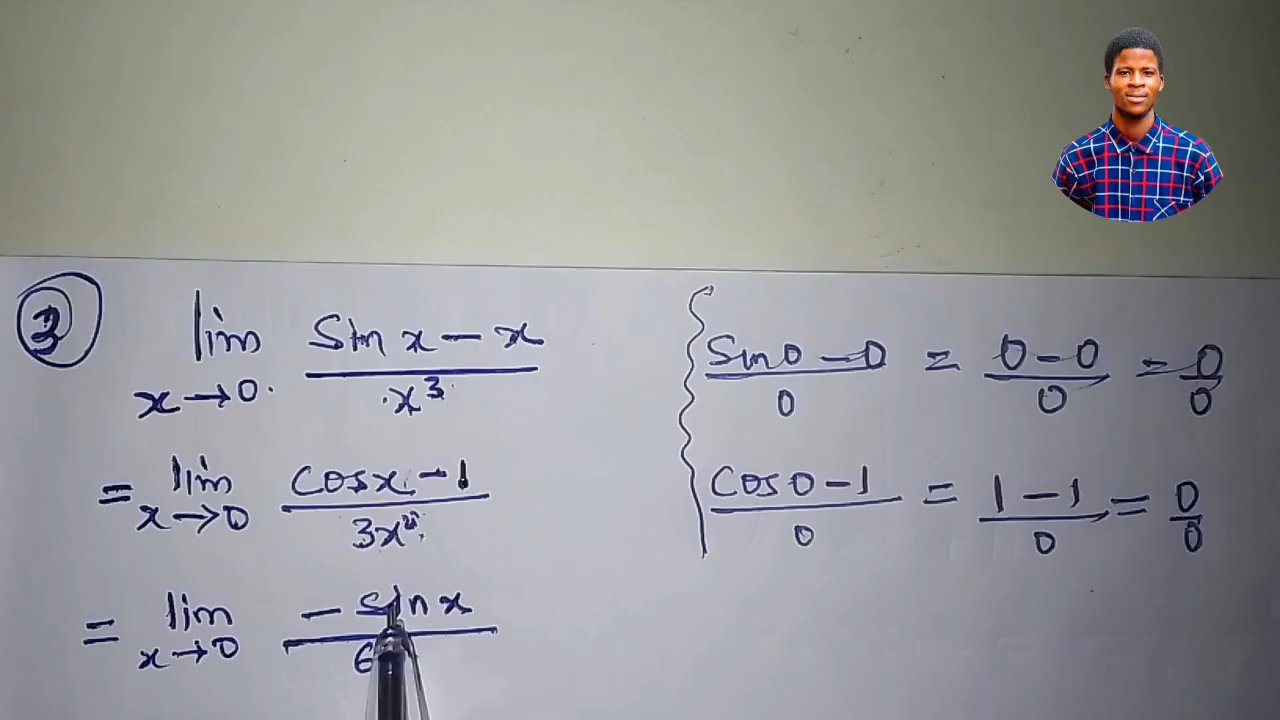 ③ lim x→0 (Sin x − x) / x³
= lim x→0 (cos x − 1) / 3x²
= lim x→0 (− sin x) / 6
(Sin 0 − 0) / 0 = (0 − 0) / 0 = 0/0
(cos 0 − 1) / 0 = (1 − 1) / 0 = 0/0